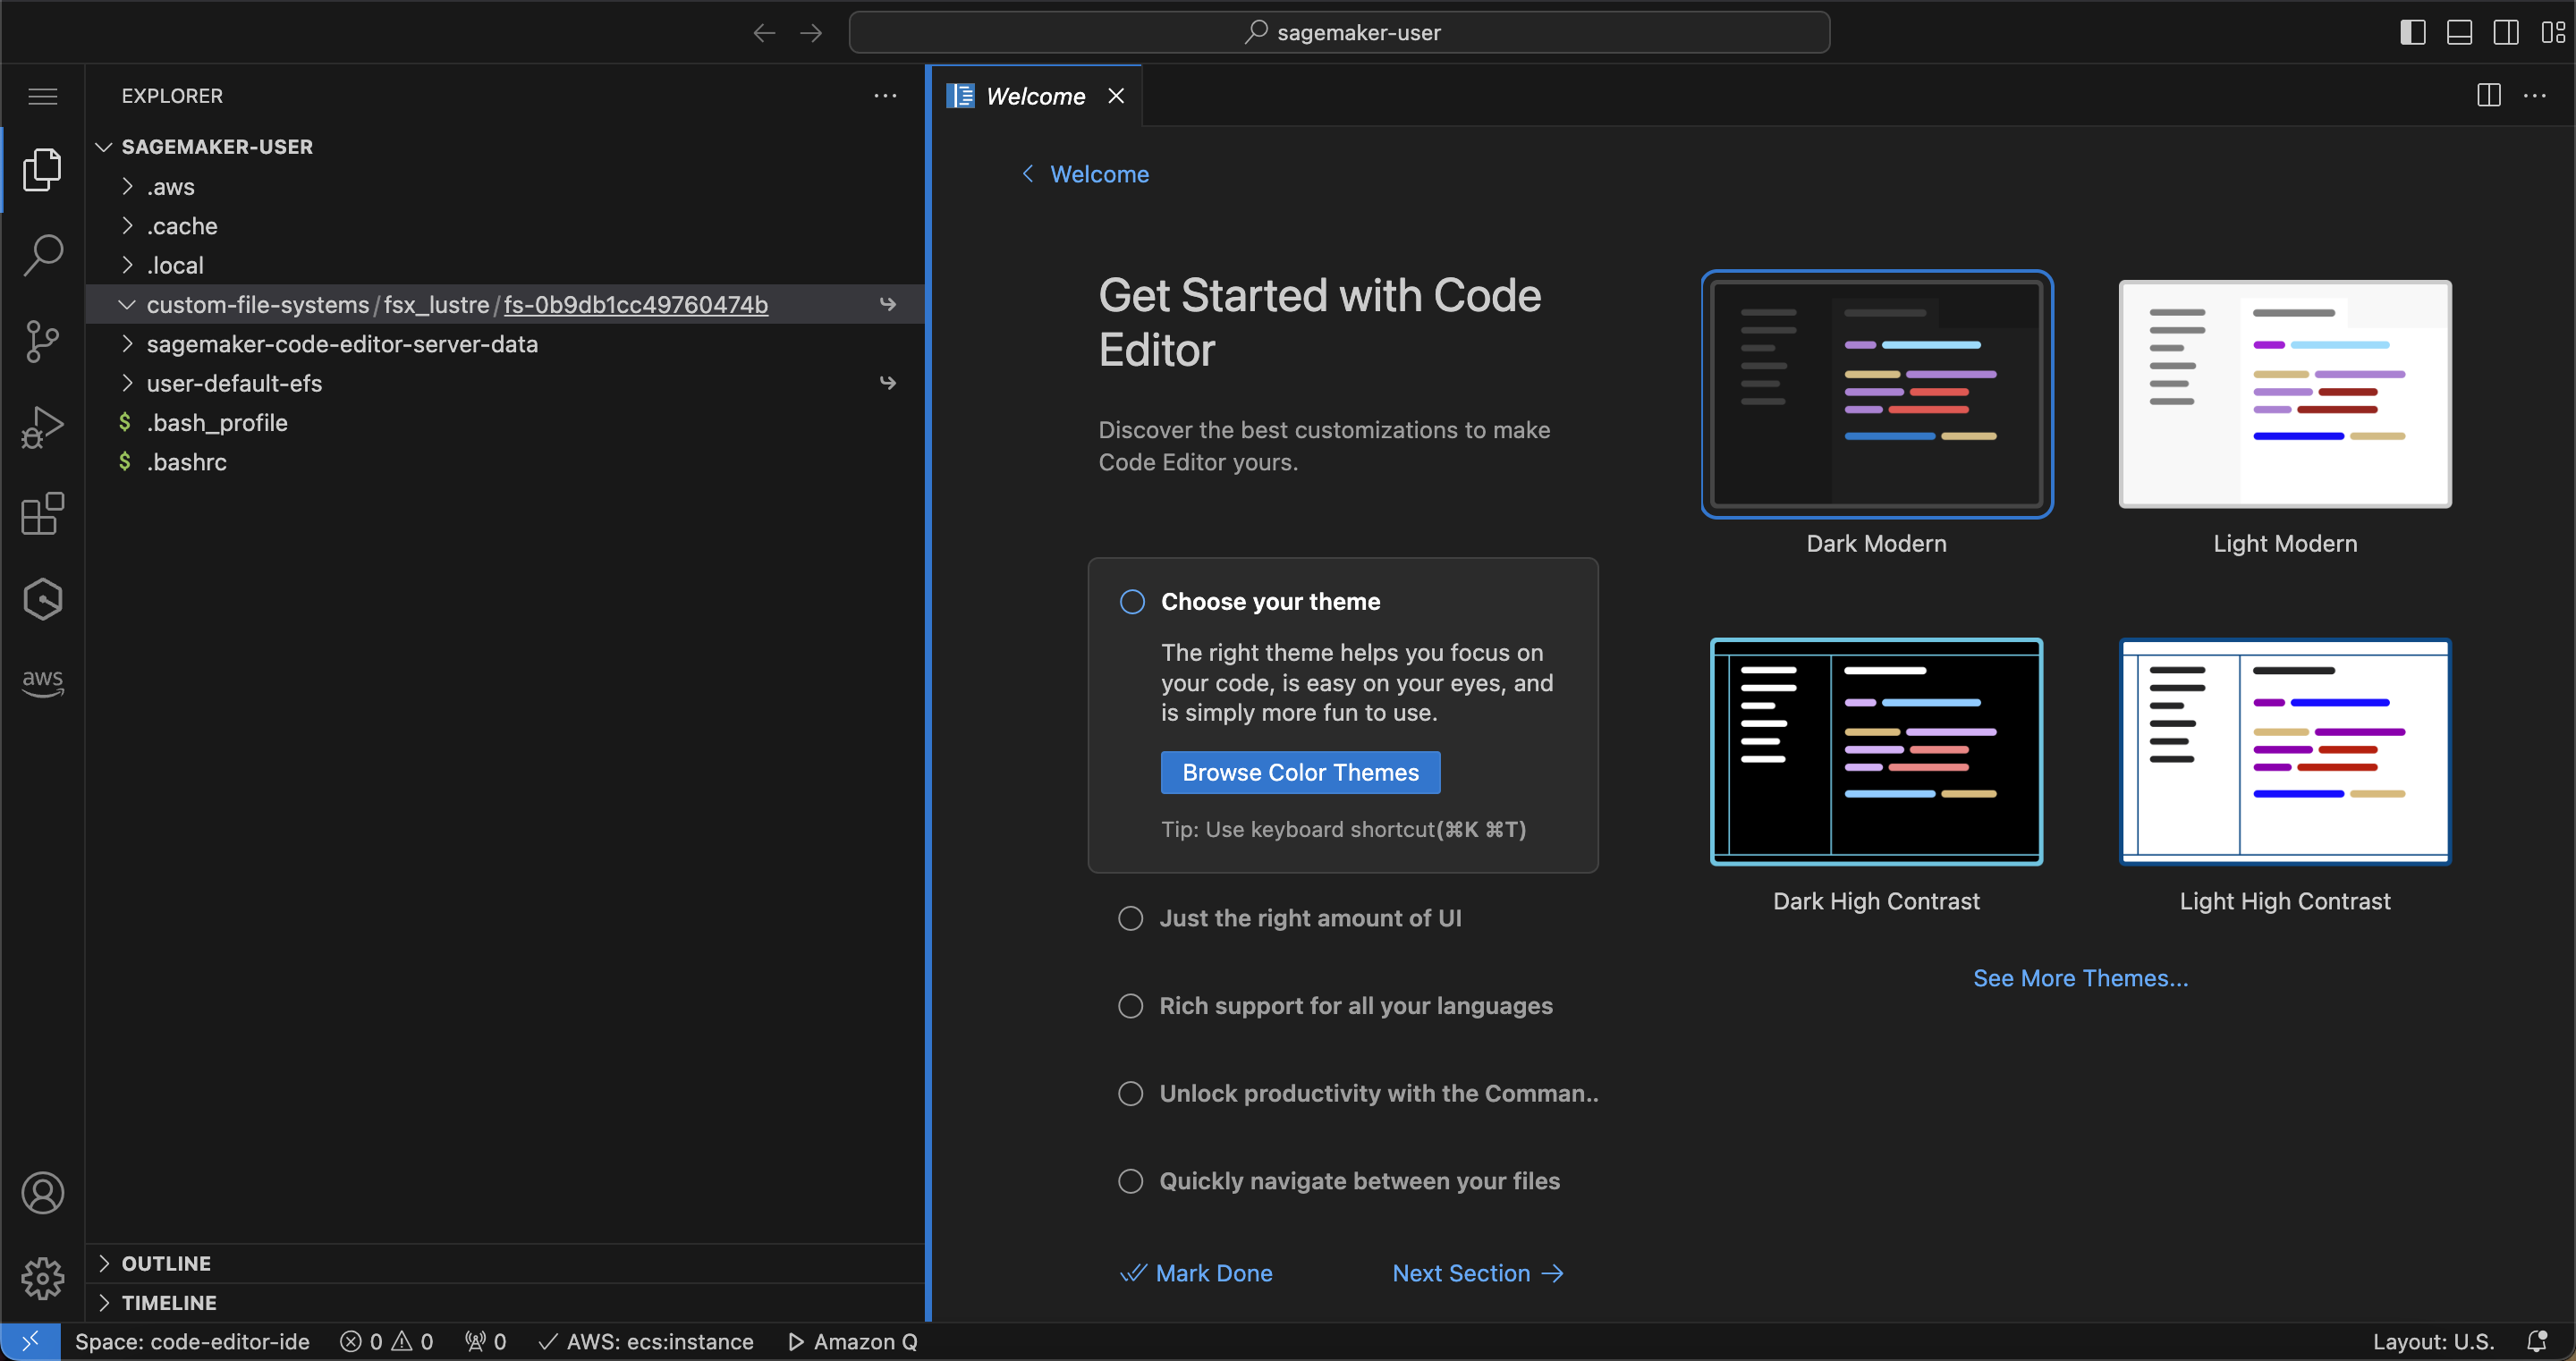 sagemaker-user
EXPLORER
SAGEMAKER-USER
.aws
.cache
.local
custom-file-systems/fsx_lustre/fs-0b9db1cc49760474b
sagemaker-code-editor-server-data
user-default-efs
$ .bash_profile
$ .bashrc
aws
OUTLINE
TIMELINE
Welcome
Welcome
Get Started with Code
Editor
Discover the best customizations to make
Code Editor yours.
Choose your theme
The right theme helps you focus on
your code, is easy on your eyes, and
is simply more fun to use.
Browse Color Themes
Tip: Use keyboard shortcut(⌘K ⌘T)
Just the right amount of UI
Rich support for all your languages
Unlock productivity with the Comman..
Quickly navigate between your files
Mark Done
Next Section
Dark Modern
Light Modern
Dark High Contrast
Light High Contrast
See More Themes...
Space: code-editor-ide 0 0 0 AWS: ecs:instance Amazon Q Layout: U.S.